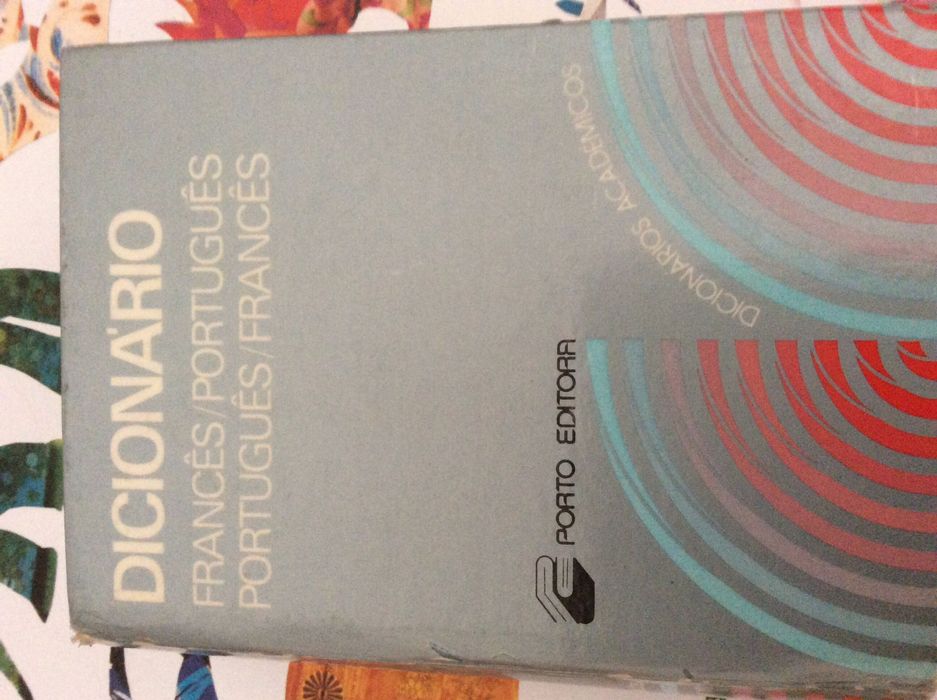 DICIONÁRIO
FRANCÊS/PORTUGUÊS
PORTUGUÊS/FRANCÊS
PORTO EDITORA
DICIONÁRIOS ACADÉMICOS